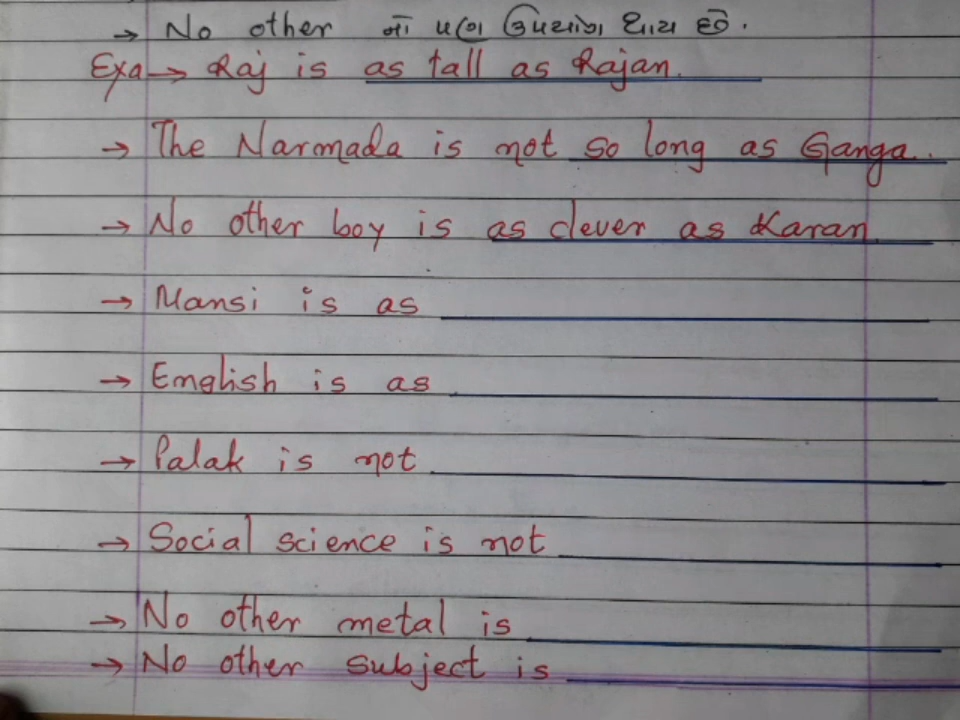 → No other નો પણ ઉપયોગ થાય છે.
Exa → Raj is as tall as Rajan.
→ The Narmada is not so long as Ganga.
→ No other boy is as clever as Karan.
→ Mansi is as
→ English is as
→ Palak is not
→ Social science is not
→ No other metal is
→ No other subject is